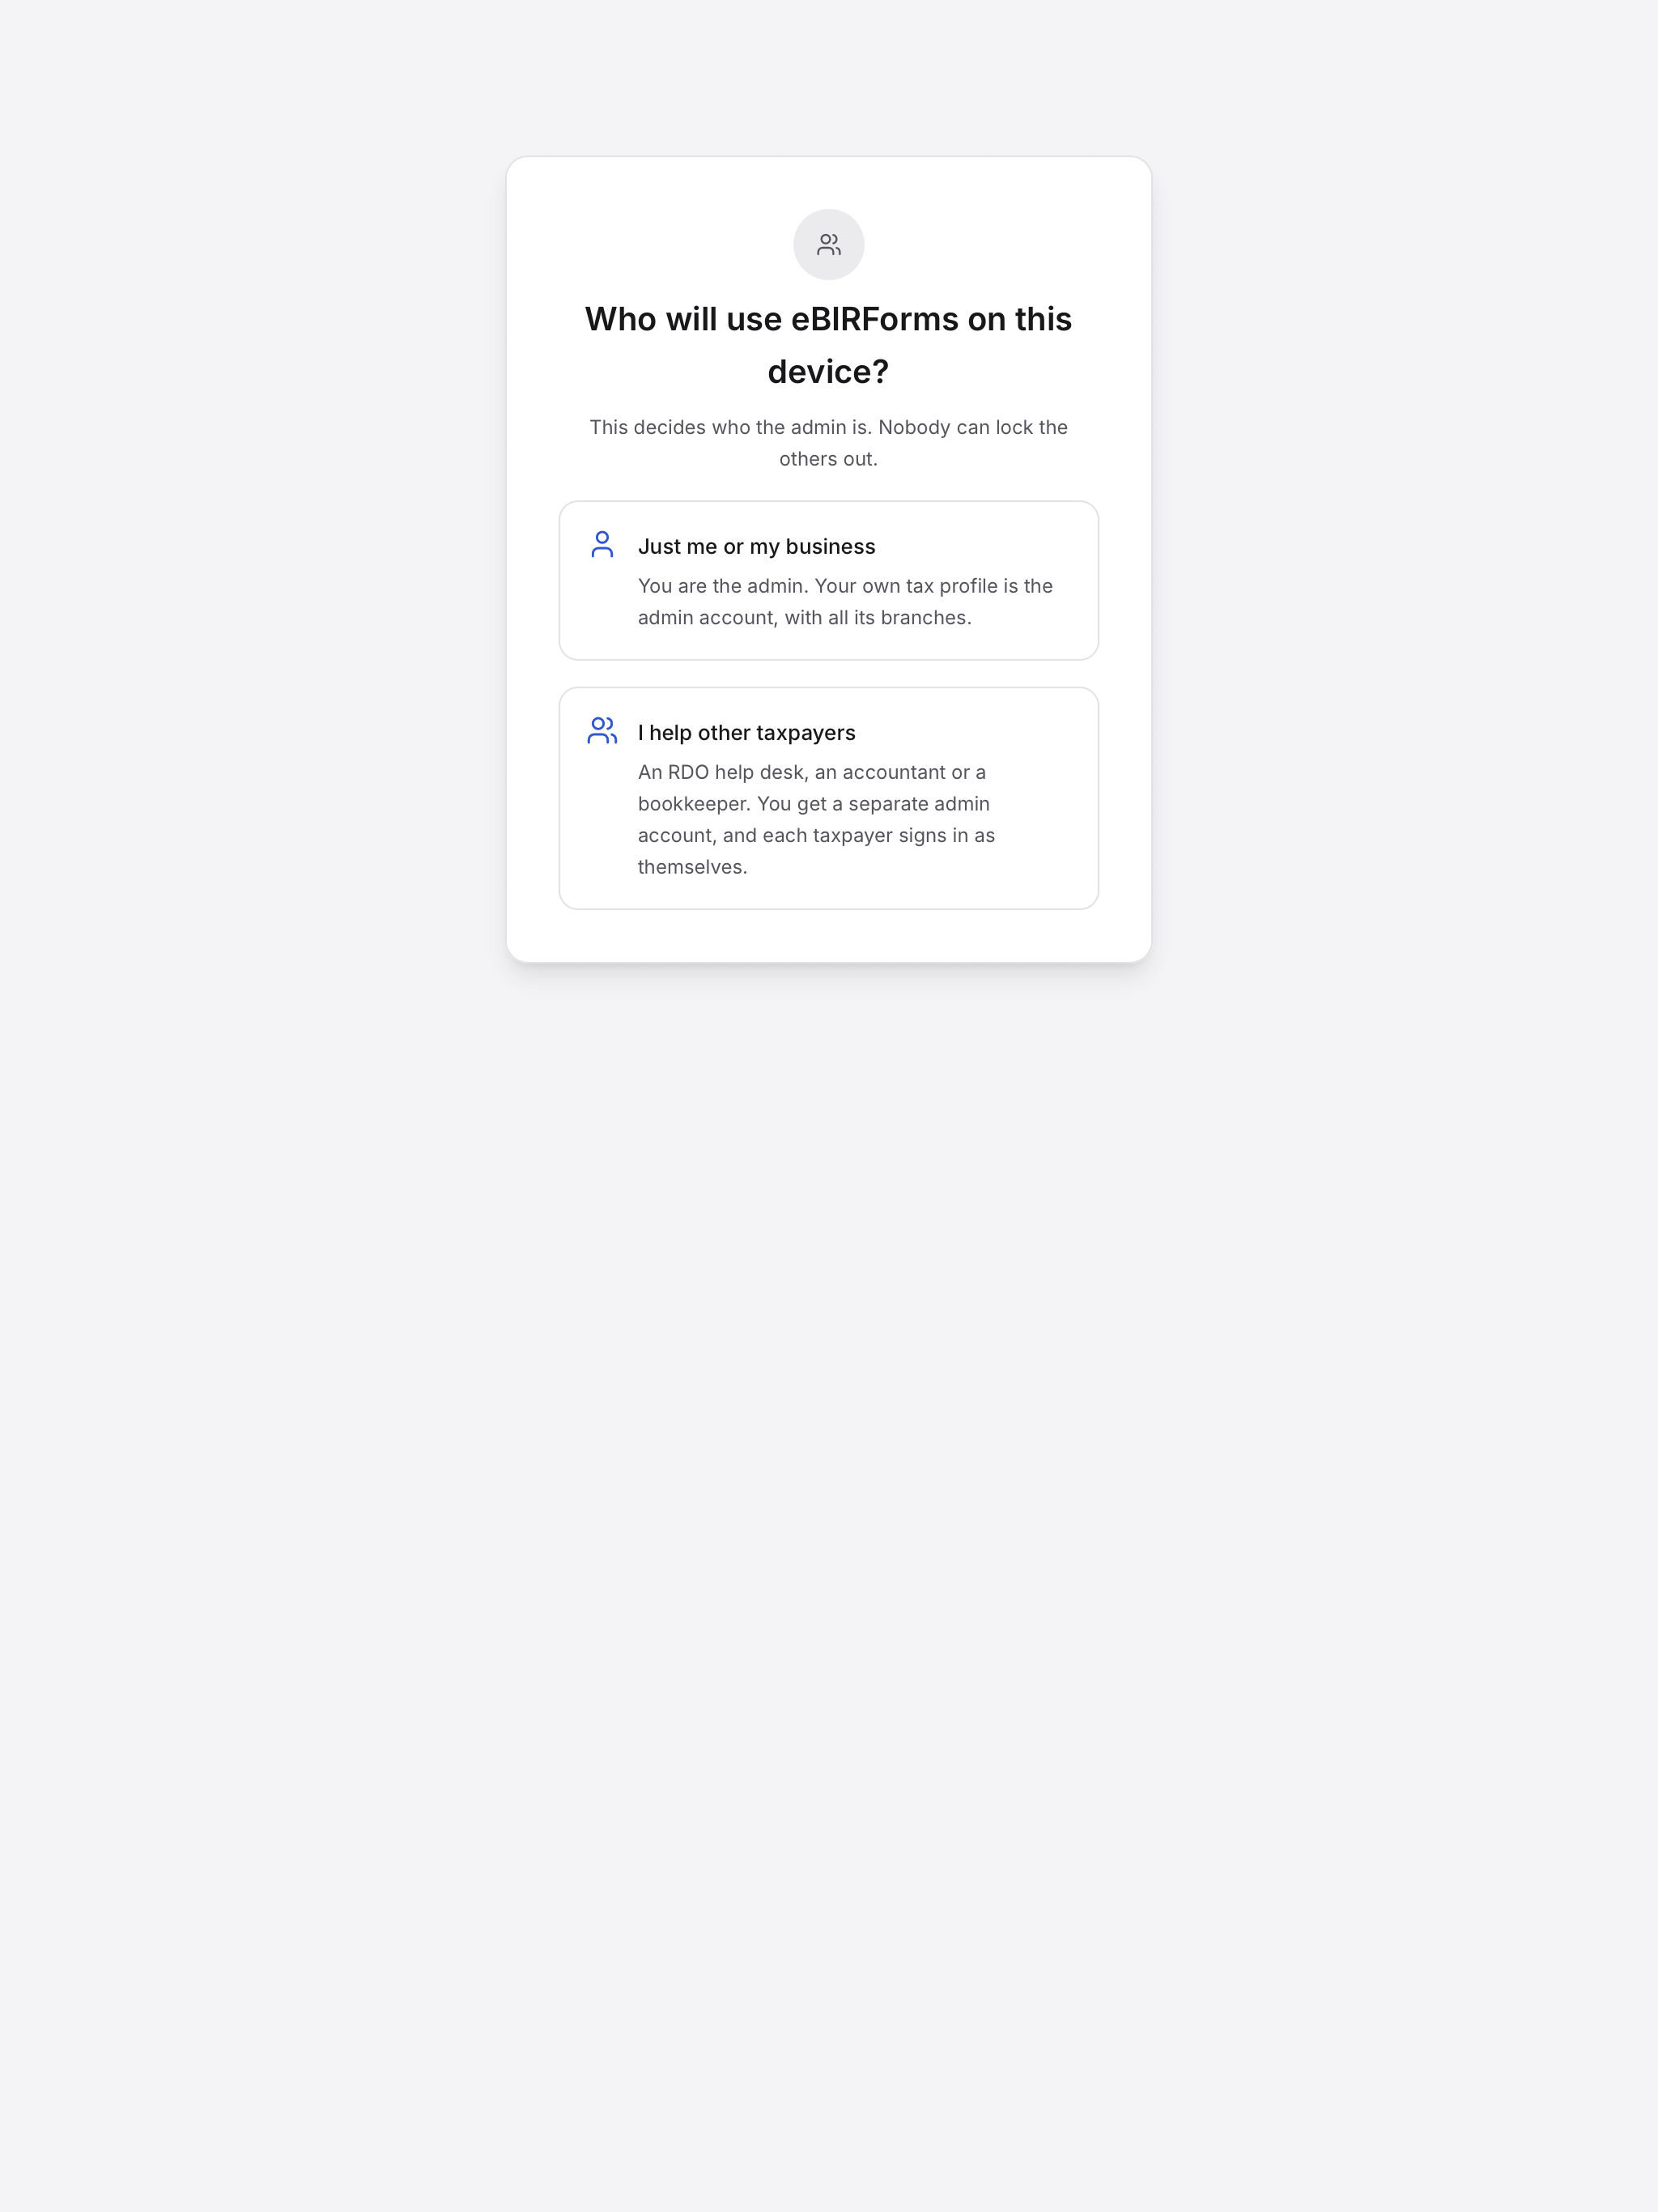 Who will use eBIRForms on this
device?
This decides who the admin is. Nobody can lock the
others out.
Just me or my business
You are the admin. Your own tax profile is the
admin account, with all its branches.
I help other taxpayers
An RDO help desk, an accountant or a
bookkeeper. You get a separate admin
account, and each taxpayer signs in as
themselves.